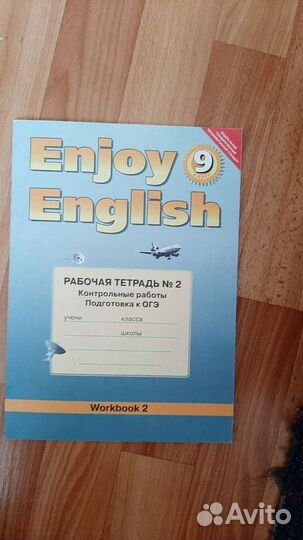 Enjoy
English
9
РАБОЧАЯ ТЕТРАДЬ № 2
Контрольные работы
Подготовка к ОГЭ
учени класса
школы
Workbook 2
Avito